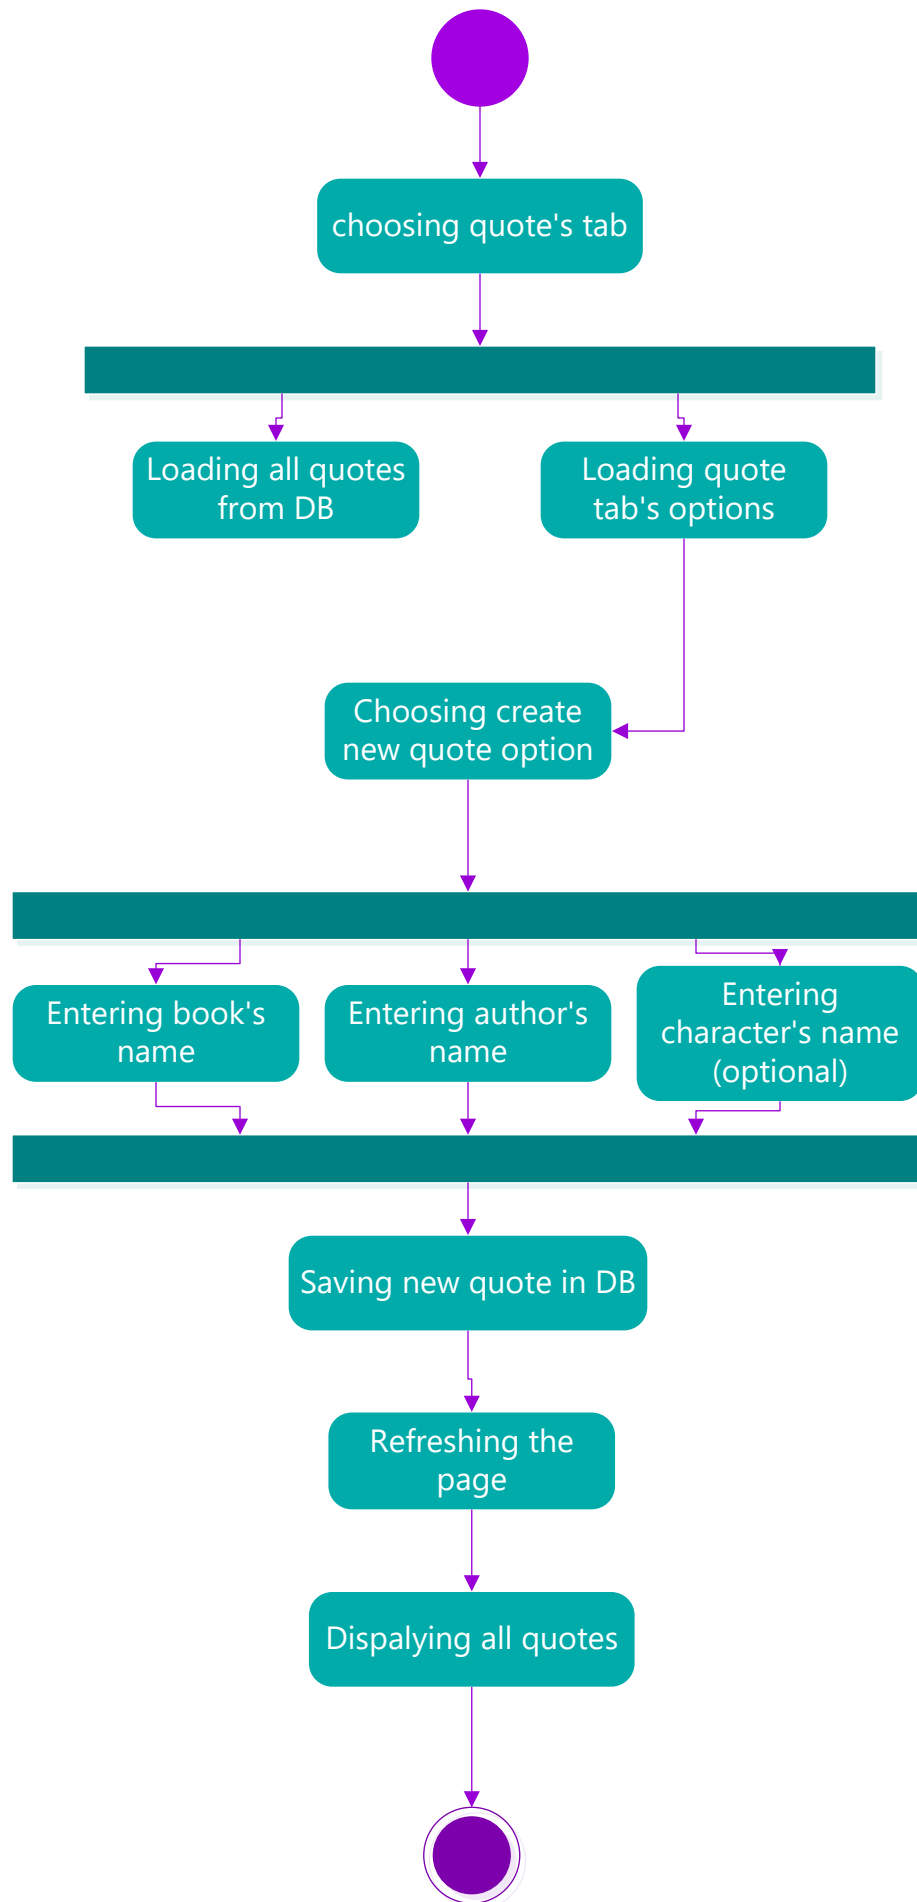 choosing quote's tab
Loading all quotes
from DB
Loading quote
tab's options
Choosing create
new quote option
Entering book's
name
Entering author's
name
Entering
character's name
(optional)
Saving new quote in DB
Refreshing the
page
Dispalying all quotes